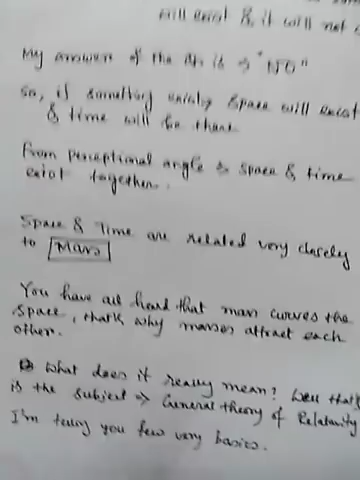 will exist & it will not
My answer of the is "NO"
So, if something exists space will exist
& time will be there
From perceptional angle space & time
exist together.
Space & Time are related very closely
to Mass
You have all heard that mass curves the
space, that's why masses attract each
other.
What does it really mean? Well that's
is the subject → General theory of Relativity
I'm telling you few very basics.